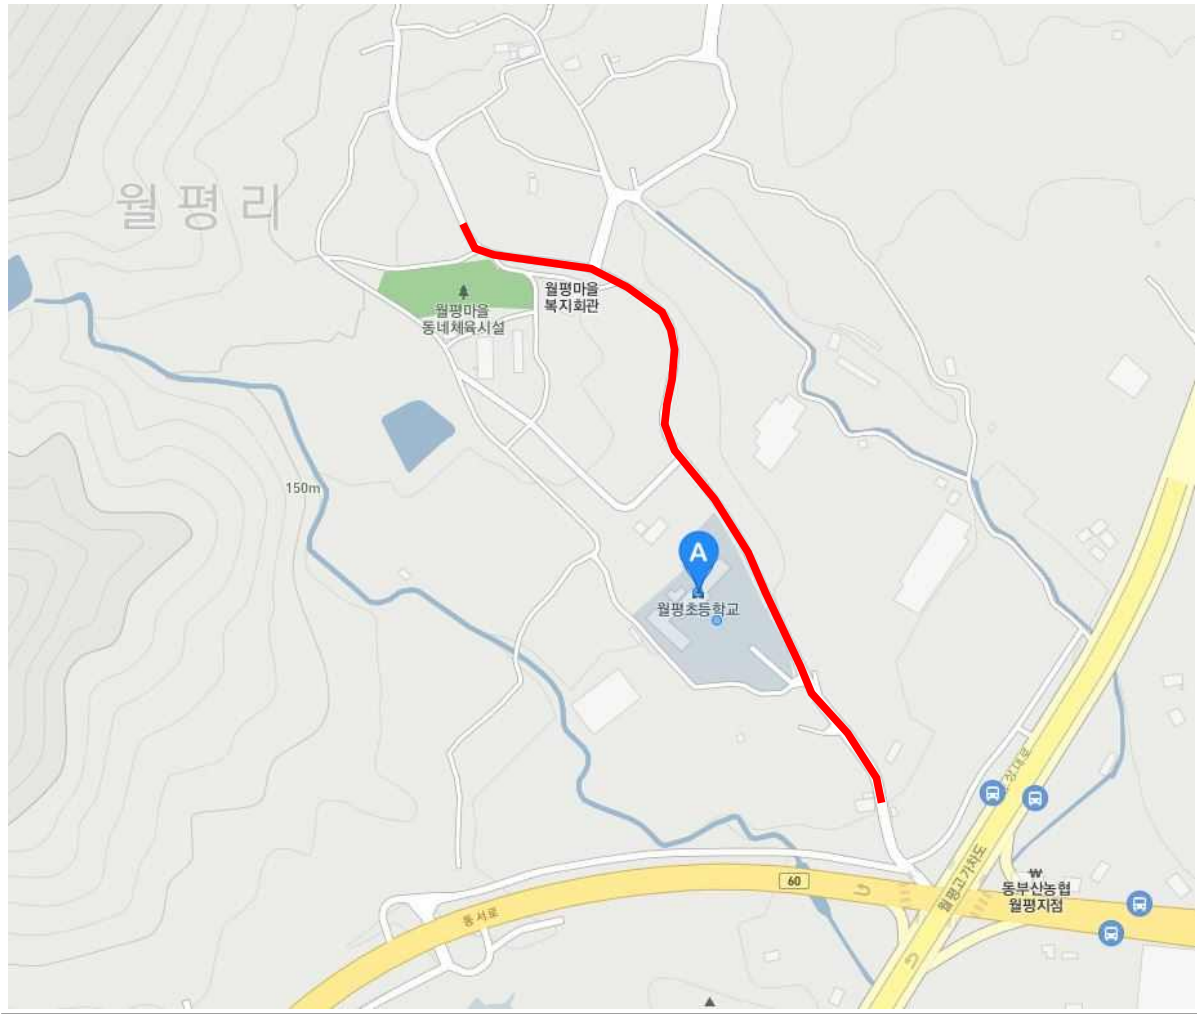 월평리
월평마을
복지회관
월평마을
동네체육시설
150m
A
월평초등학교
60
월평고가차도
동서로
₩
동부산농협
월평지점